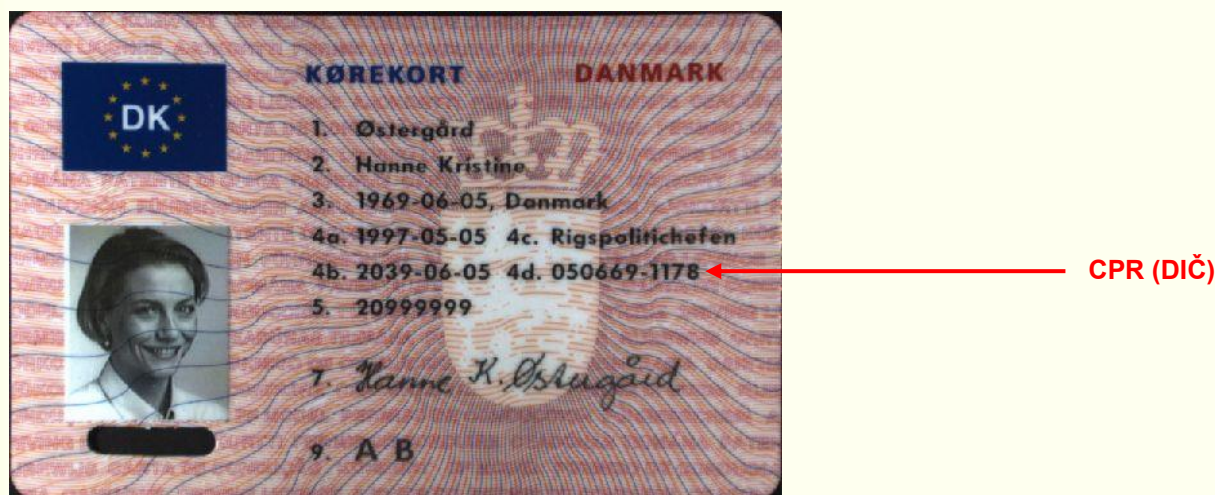 KØREKORT DANMARK
DK
1. Østergård
2. Hanne Kristine
3. 1969-06-05, Danmark
4a. 1997-05-05 4c. Rigspolitichefen
4b. 2039-06-05 4d. 050669-1178
CPR (DIČ)
5. 20999999
7. Hanne K. Østergård
9. A B